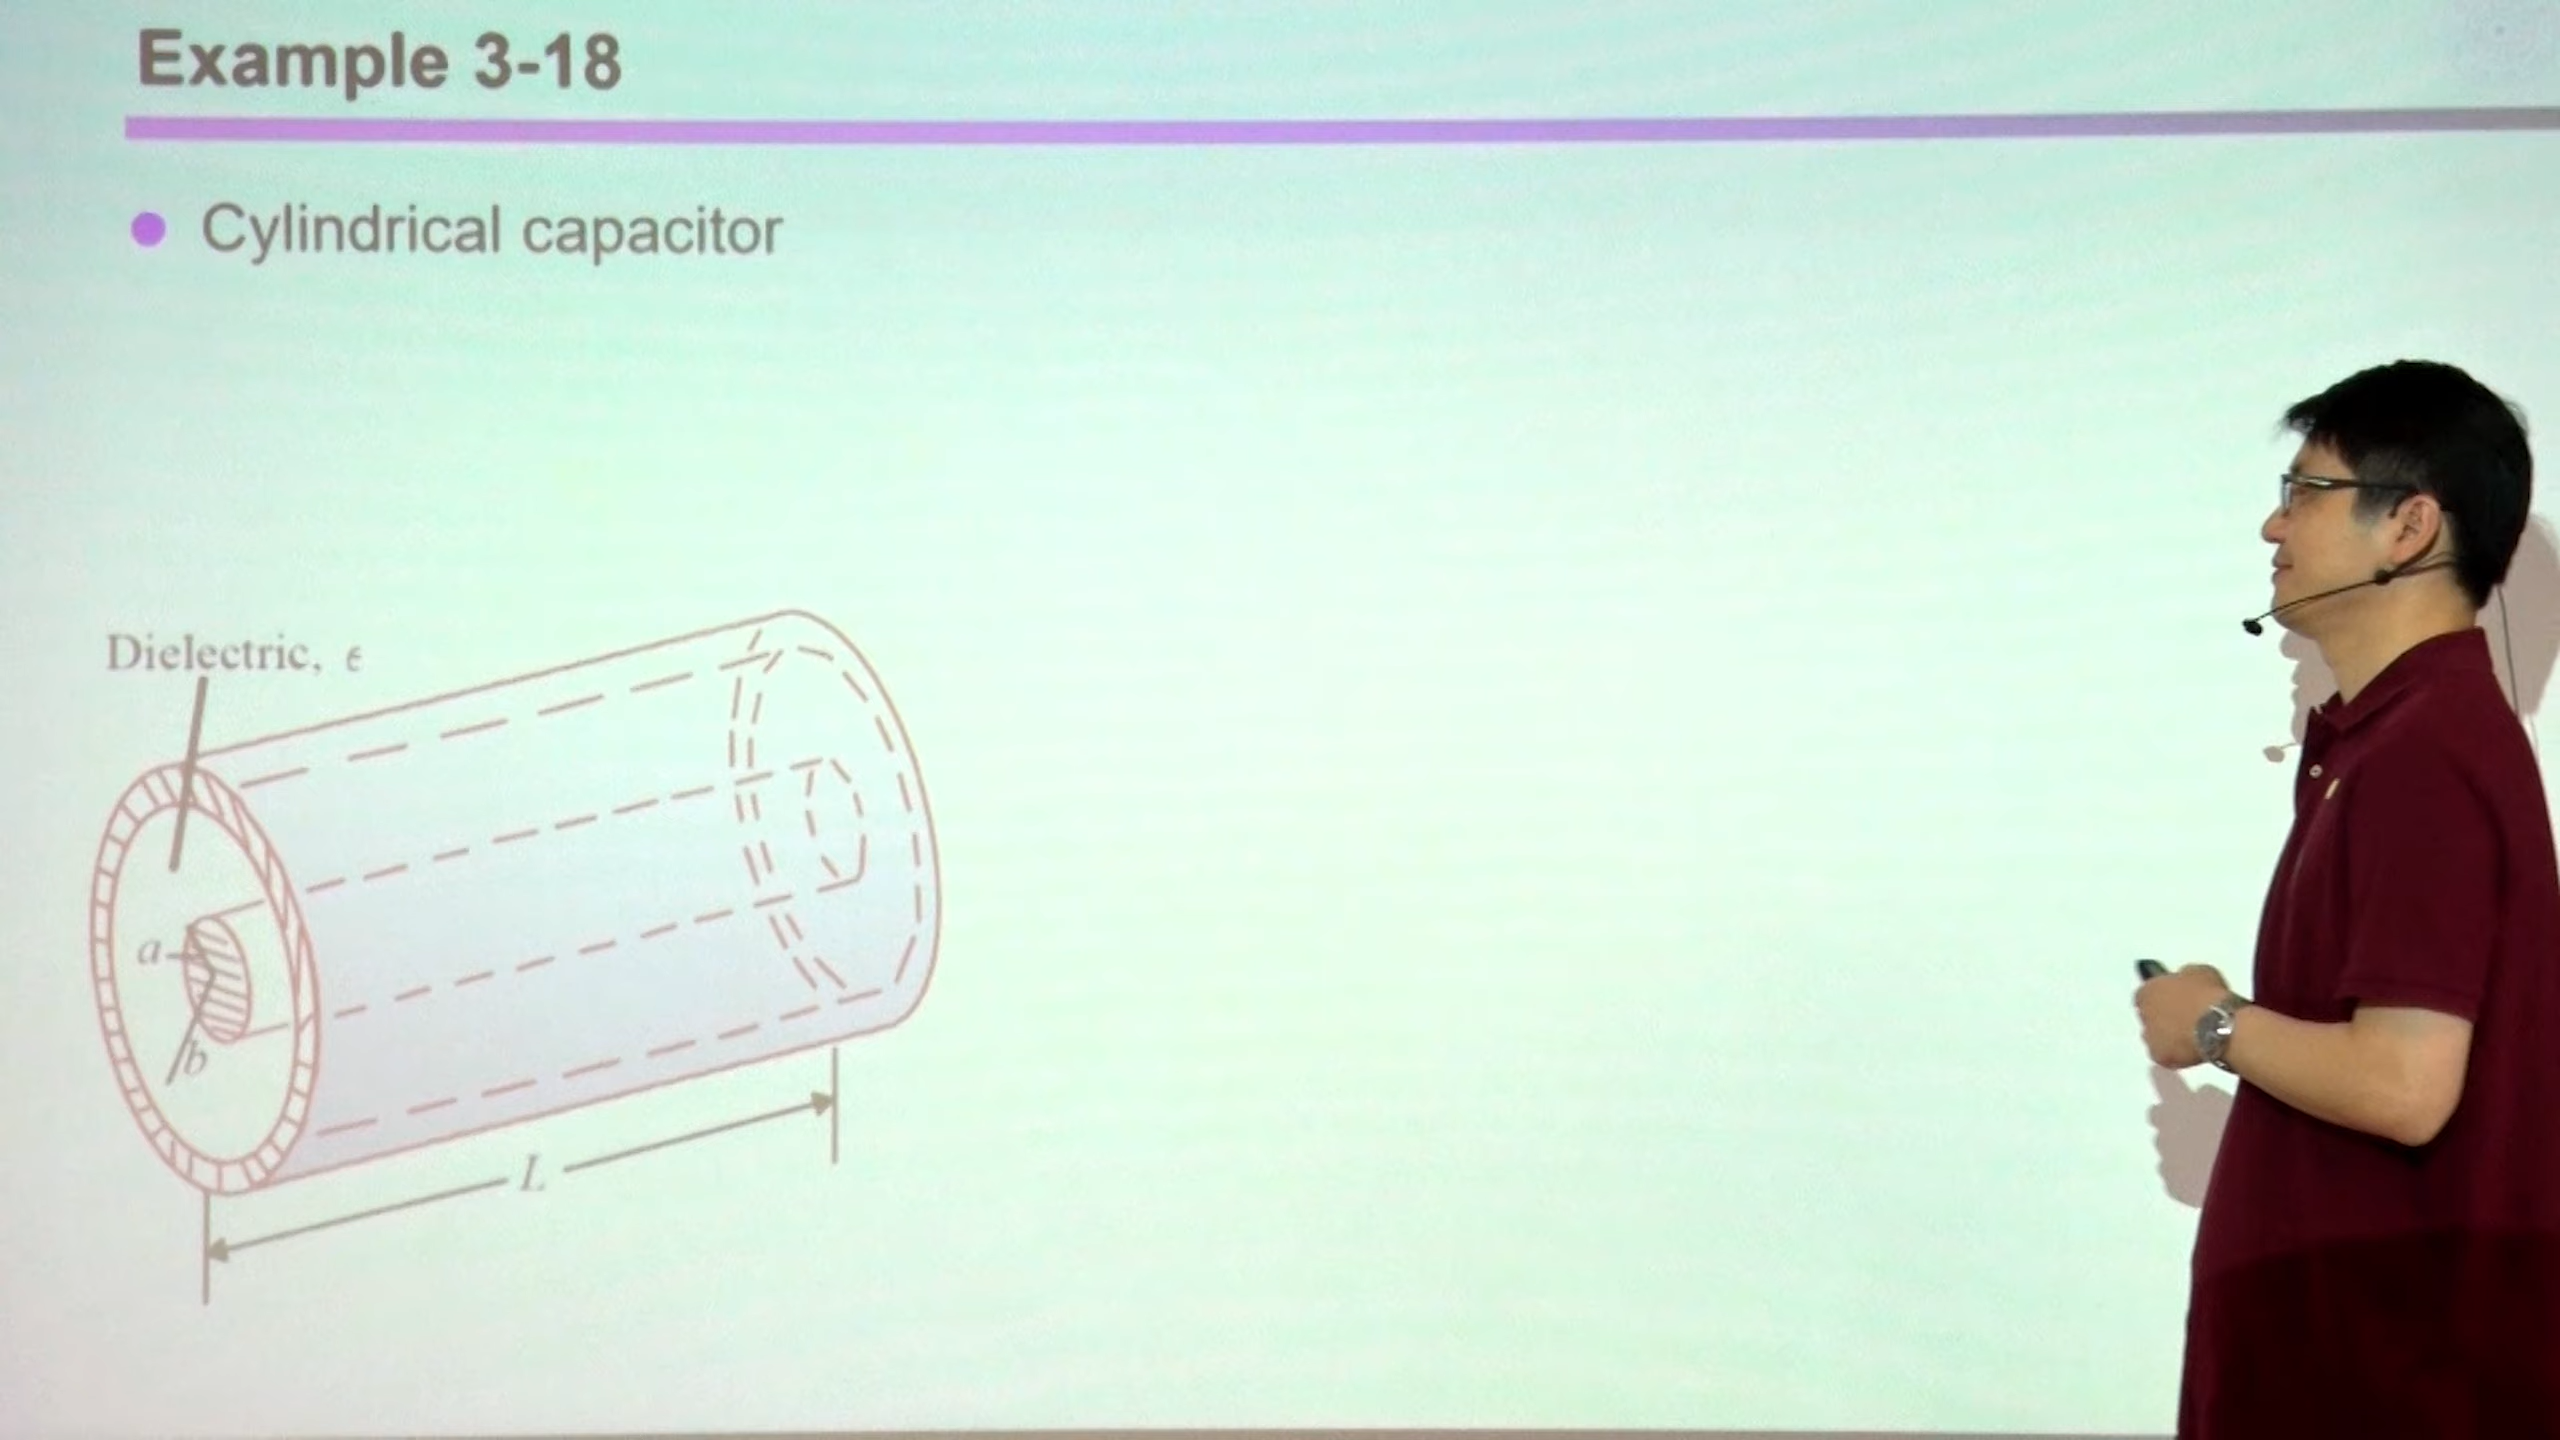 Example 3-18
Cylindrical capacitor
Dielectric, ϵ
a
b
L